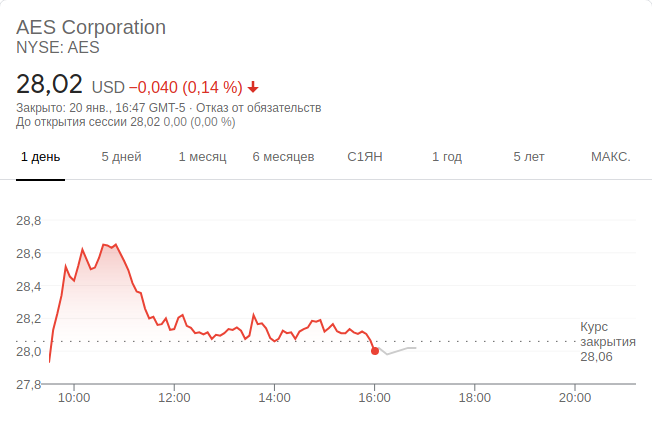 AES Corporation
NYSE: AES
28,02 USD −0,040 (0,14 %)
Закрыто: 20 янв., 16:47 GMT-5 · Отказ от обязательств
До открытия сессии 28,02 0,00 (0,00 %)
1 день 5 дней 1 месяц 6 месяцев С1ЯН 1 год 5 лет МАКС.
28,8
28,6
28,4
28,2
28,0
27,8
Курс
закрытия
28,06
10:00 12:00 14:00 16:00 18:00 20:00